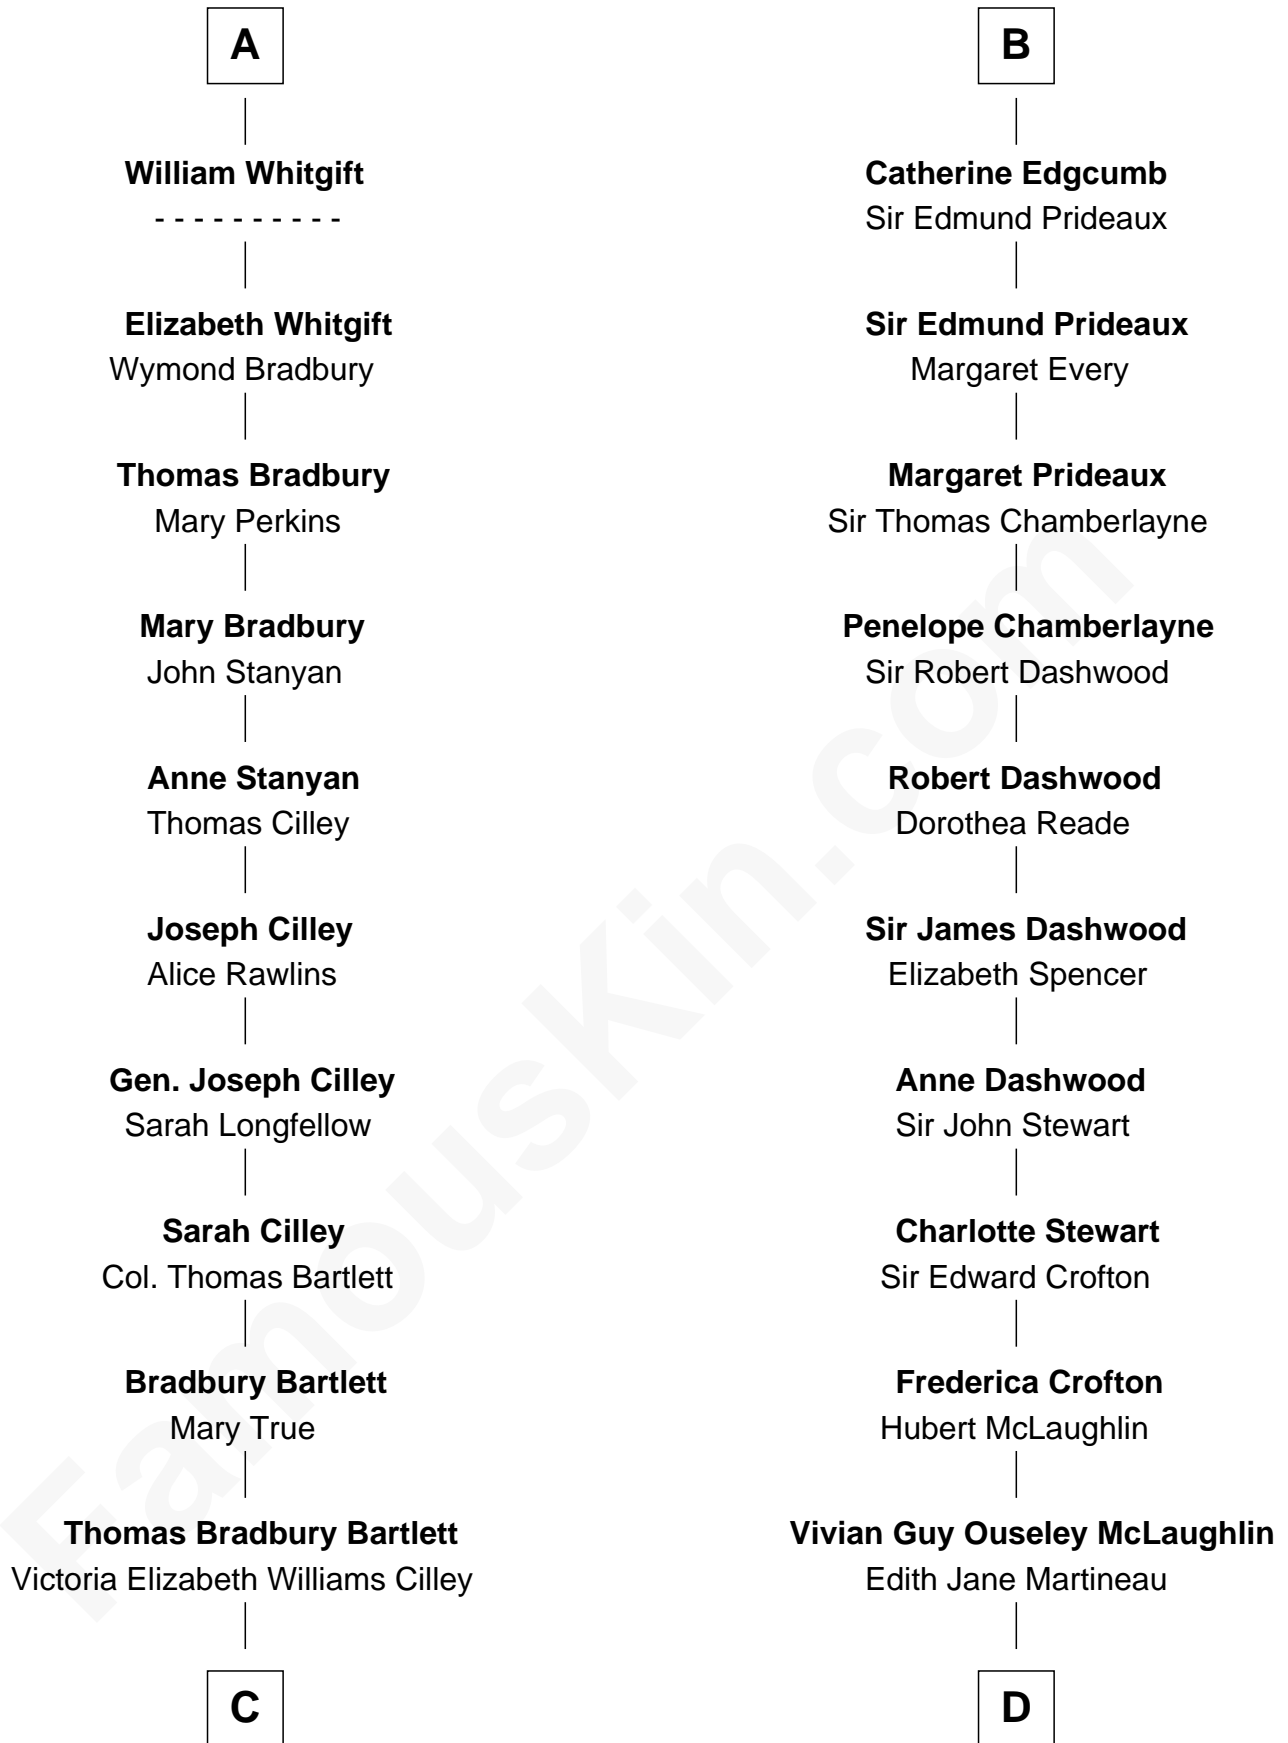 A
William Whitgift
- - - - - - - - - -
Elizabeth Whitgift
Wymond Bradbury
Thomas Bradbury
Mary Perkins
Mary Bradbury
John Stanyan
Anne Stanyan
Thomas Cilley
Joseph Cilley
Alice Rawlins
Gen. Joseph Cilley
Sarah Longfellow
Sarah Cilley
Col. Thomas Bartlett
Bradbury Bartlett
Mary True
Thomas Bradbury Bartlett
Victoria Elizabeth Williams Cilley
C
B
Catherine Edgcumb
Sir Edmund Prideaux
Sir Edmund Prideaux
Margaret Every
Margaret Prideaux
Sir Thomas Chamberlayne
Penelope Chamberlayne
Sir Robert Dashwood
Robert Dashwood
Dorothea Reade
Sir James Dashwood
Elizabeth Spencer
Anne Dashwood
Sir John Stewart
Charlotte Stewart
Sir Edward Crofton
Frederica Crofton
Hubert McLaughlin
Vivian Guy Ouseley McLaughlin
Edith Jane Martineau
D
FamousKin.com